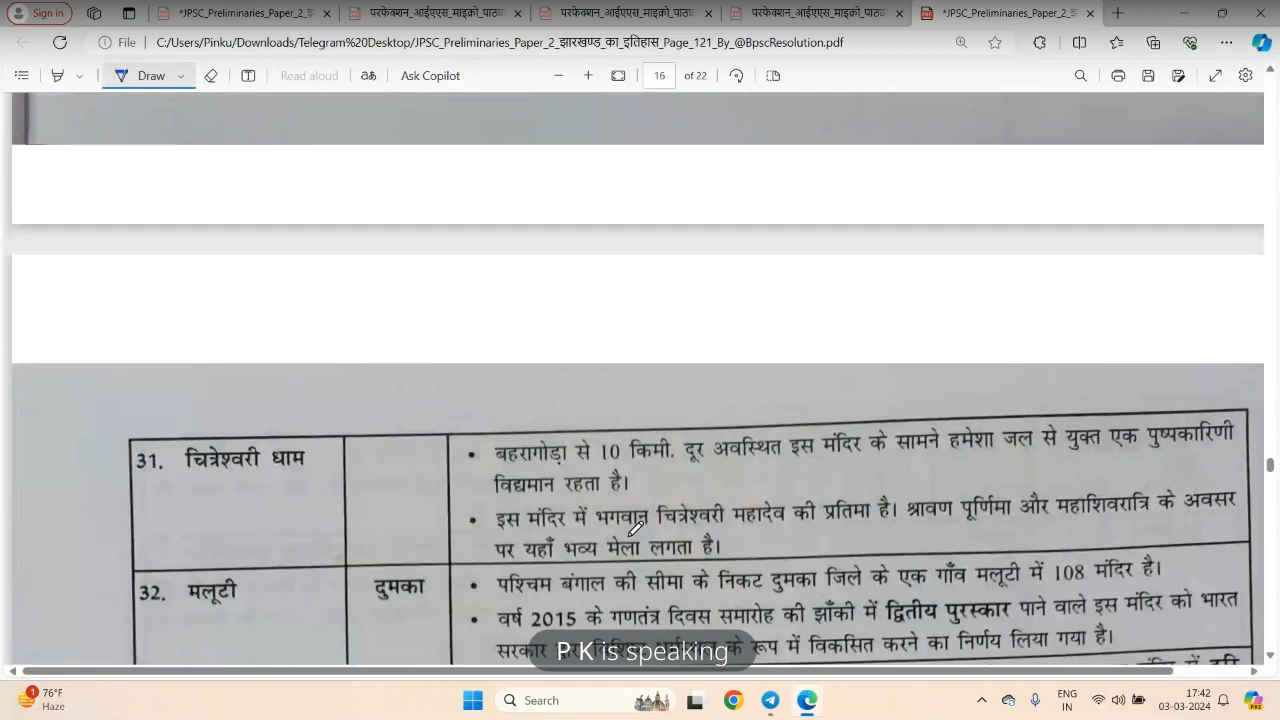 Sign in
*JPSC_Preliminaries_Paper_2_झा
परफेक्शन_आईएएस_माइक्रो_पाठ्य
परफेक्शन_आईएएस_माइक्रो_पाठ्य
परफेक्शन_आईएएस_माइक्रो_पाठ्य
*JPSC_Preliminaries_Paper_2_झा
File
C:/Users/Pinku/Downloads/Telegram%20Desktop/JPSC_Preliminaries_Paper_2_झारखण्ड_का_इतिहास_Page_121_By_@BpscResolution.pdf
Draw
Read aloud
Ask Copilot
16 of 22
31. चित्रेश्वरी धाम
• बहरागोड़ा से 10 किमी. दूर अवस्थित इस मंदिर के सामने हमेशा जल से युक्त एक पुष्पकारिणी
विद्यमान रहता है।
• इस मंदिर में भगवान चित्रेश्वरी महादेव की प्रतिमा है। श्रावण पूर्णिमा और महाशिवरात्रि के अवसर
पर यहाँ भव्य मेला लगता है।
32. मलूटी
दुमका
• पश्चिम बंगाल की सीमा के निकट दुमका जिले के एक गाँव मलूटी में 108 मंदिर है।
• वर्ष 2015 के गणतंत्र दिवस समारोह की झाँकी में द्वितीय पुरस्कार पाने वाले इस मंदिर को भारत
सरकार के रूप में विकसित करने का निर्णय लिया गया है।
P K is speaking
1
76°F
Haze
Search
ENG
IN
17:42
03-03-2024